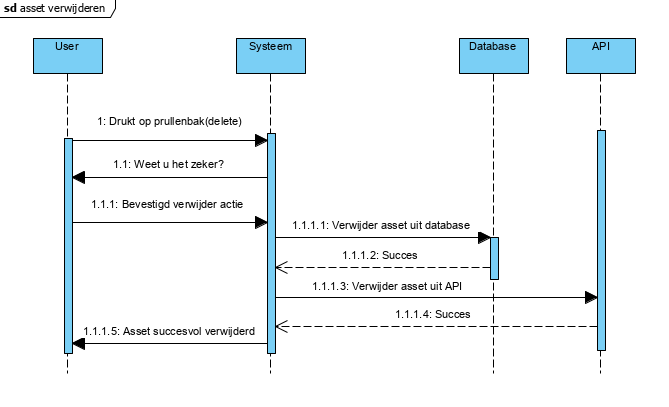 sd asset verwijderen
User
Systeem
Database
API
1: Drukt op prullenbak(delete)
1.1: Weet u het zeker?
1.1.1: Bevestigd verwijder actie
1.1.1.1: Verwijder asset uit database
1.1.1.2: Succes
1.1.1.3: Verwijder asset uit API
1.1.1.4: Succes
1.1.1.5: Asset succesvol verwijderd